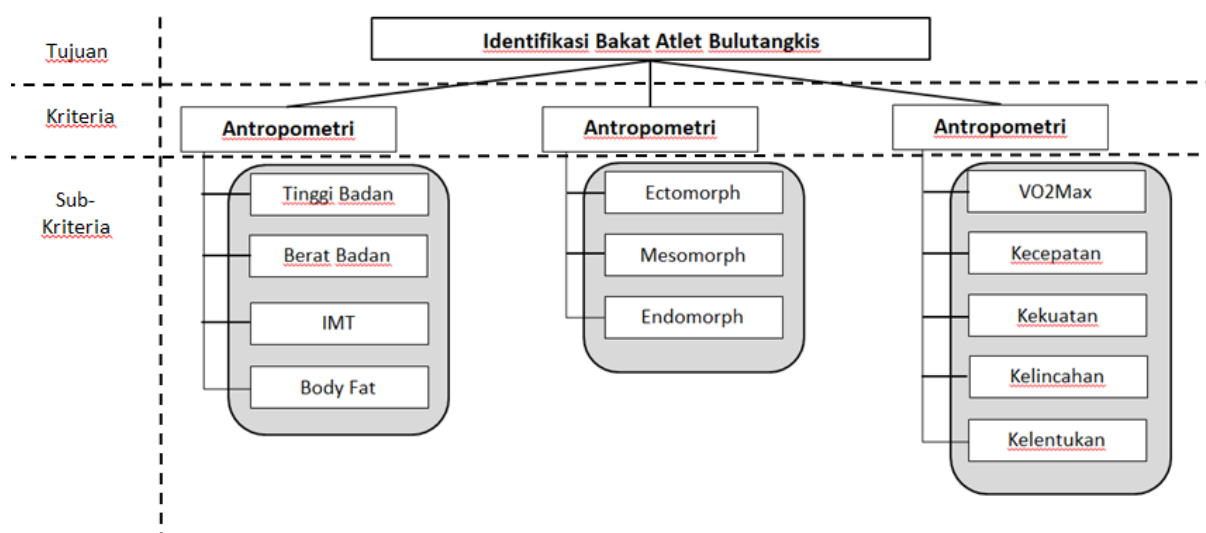 Tujuan
Identifikasi Bakat Atlet Bulutangkis
Kriteria
Antropometri
Antropometri
Antropometri
Sub-
Kriteria
Tinggi Badan
Berat Badan
IMT
Body Fat
Ectomorph
Mesomorph
Endomorph
VO2Max
Kecepatan
Kekuatan
Kelincahan
Kelentukan